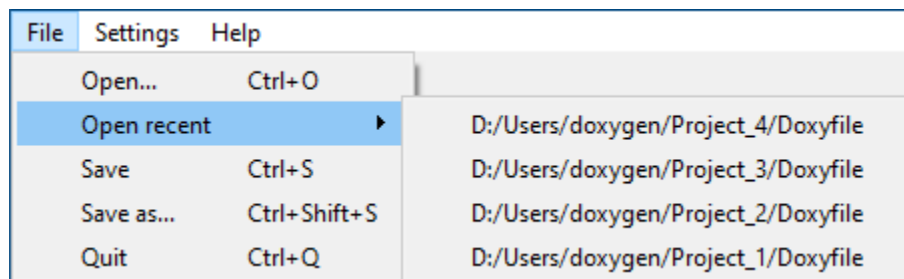 File Settings Help
Open... Ctrl+O
Open recent D:/Users/doxygen/Project_4/Doxyfile
Save Ctrl+S D:/Users/doxygen/Project_3/Doxyfile
Save as... Ctrl+Shift+S D:/Users/doxygen/Project_2/Doxyfile
Quit Ctrl+Q D:/Users/doxygen/Project_1/Doxyfile